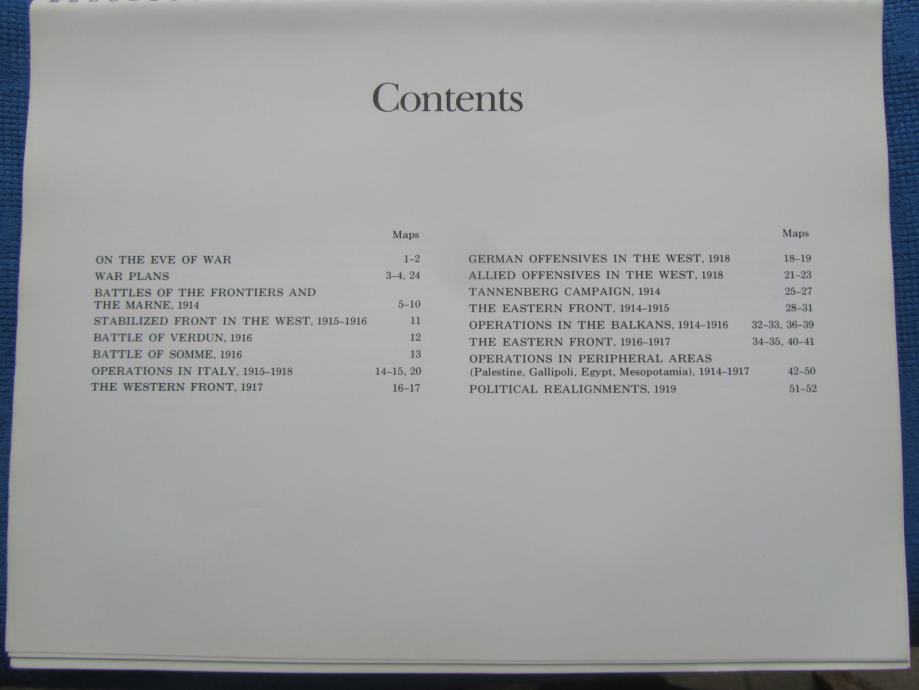 Contents
Maps
ON THE EVE OF WAR 1–2
WAR PLANS 3–4, 24
BATTLES OF THE FRONTIERS AND
THE MARNE, 1914 5–10
STABILIZED FRONT IN THE WEST, 1915–1916 11
BATTLE OF VERDUN, 1916 12
BATTLE OF SOMME, 1916 13
OPERATIONS IN ITALY, 1915–1918 14–15, 20
THE WESTERN FRONT, 1917 16–17
Maps
GERMAN OFFENSIVES IN THE WEST, 1918 18–19
ALLIED OFFENSIVES IN THE WEST, 1918 21–23
TANNENBERG CAMPAIGN, 1914 25–27
THE EASTERN FRONT, 1914–1915 28–31
OPERATIONS IN THE BALKANS, 1914–1916 32–33, 36–39
THE EASTERN FRONT, 1916–1917 34–35, 40–41
OPERATIONS IN PERIPHERAL AREAS
(Palestine, Gallipoli, Egypt, Mesopotamia), 1914–1917 42–50
POLITICAL REALIGNMENTS, 1919 51–52